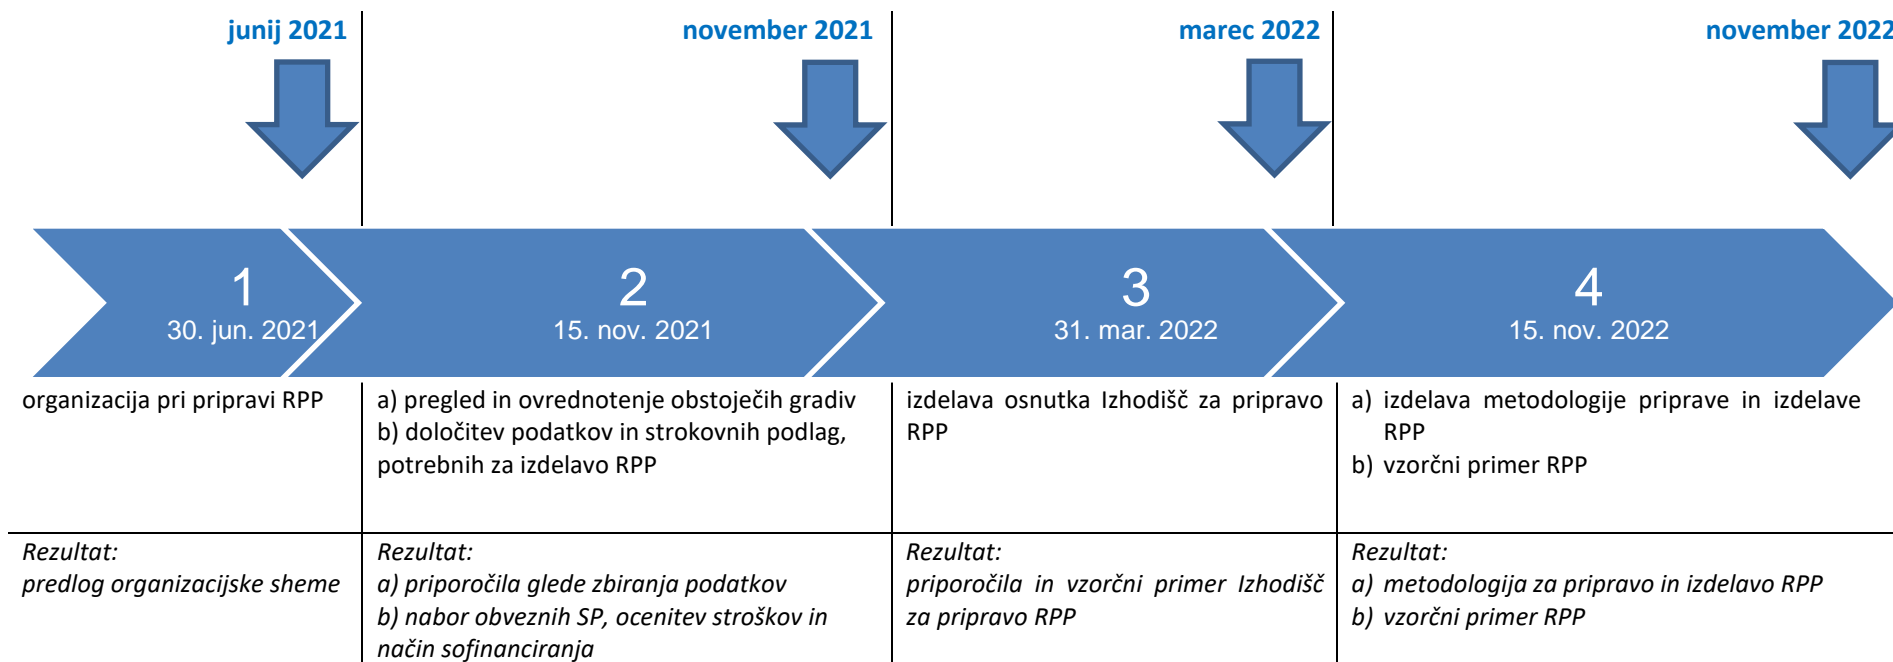 junij 2021
november 2021
marec 2022
november 2022
1
30. jun. 2021
2
15. nov. 2021
3
31. mar. 2022
4
15. nov. 2022
organizacija pri pripravi RPP
a) pregled in ovrednotenje obstoječih gradiv
b) določitev podatkov in strokovnih podlag,
potrebnih za izdelavo RPP
izdelava osnutka Izhodišč za pripravo
RPP
a) izdelava metodologije priprave in izdelave
RPP
b) vzorčni primer RPP
Rezultat:
predlog organizacijske sheme
Rezultat:
a) priporočila glede zbiranja podatkov
b) nabor obveznih SP, ocenitev stroškov in
način sofinanciranja
Rezultat:
priporočila in vzorčni primer Izhodišč
za pripravo RPP
Rezultat:
a) metodologija za pripravo in izdelavo RPP
b) vzorčni primer RPP